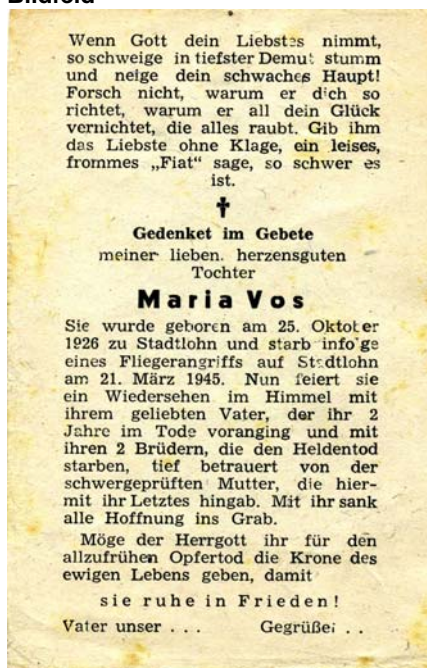 Bildfeld
Wenn Gott dein Liebstes nimmt,
so schweige in tiefster Demut stumm
und neige dein schwaches Haupt!
Forsch nicht, warum er dich so
richtet, warum er all dein Glück
vernichtet, die alles raubt. Gib ihm
das Liebste ohne Klage, ein leises,
frommes „Fiat“ sage, so schwer es
ist.
✝
Gedenket im Gebete
meiner lieben. herzensguten
Tochter
Maria Vos
Sie wurde geboren am 25. Oktober
1926 zu Stadtlohn und starb infolge
eines Fliegerangriffs auf Stadtlohn
am 21. März 1945. Nun feiert sie
ein Wiedersehen im Himmel mit
ihrem geliebten Vater, der ihr 2
Jahre im Tode voranging und mit
ihren 2 Brüdern, die den Heldentod
starben, tief betrauert von der
schwergeprüften Mutter, die hier-
mit ihr Letztes hingab. Mit ihr sank
alle Hoffnung ins Grab.
Möge der Herrgott ihr für den
allzufrühen Opfertod die Krone des
ewigen Lebens geben, damit
sie ruhe in Frieden!
Vater unser . . . Gegrüßet . .